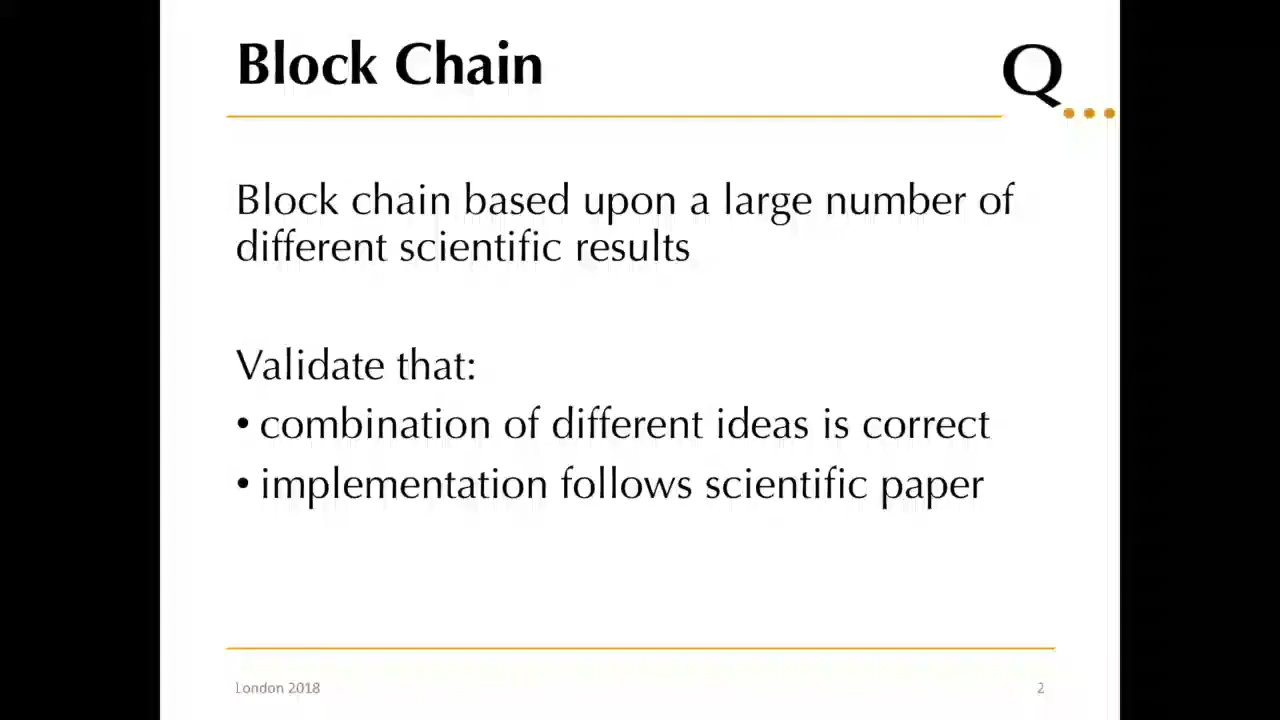 Block Chain
Q...
Block chain based upon a large number of
different scientific results
Validate that:
• combination of different ideas is correct
• implementation follows scientific paper
London 2018
2